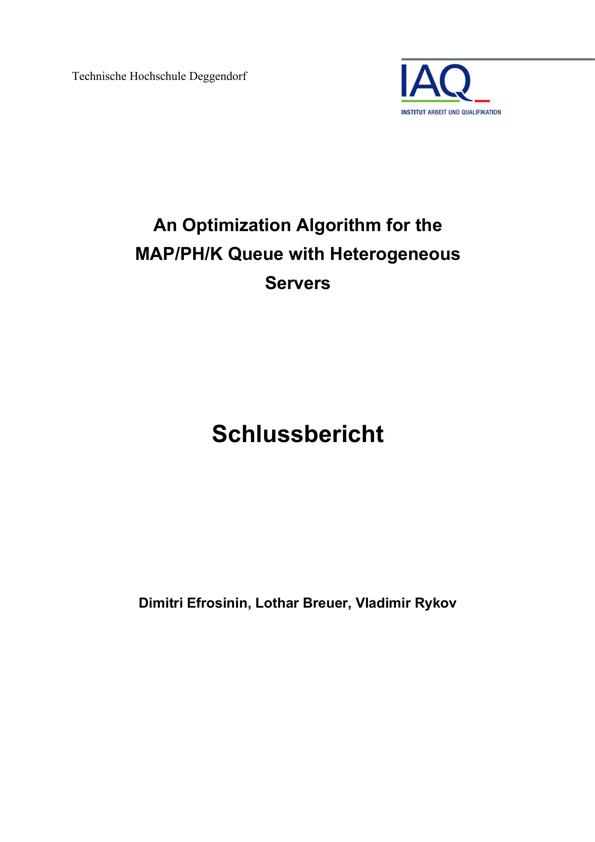 Technische Hochschule Deggendorf
IAQ
INSTITUT ARBEIT UND QUALIFIKATION
An Optimization Algorithm for the
MAP/PH/K Queue with Heterogeneous
Servers
Schlussbericht
Dimitri Efrosinin, Lothar Breuer, Vladimir Rykov